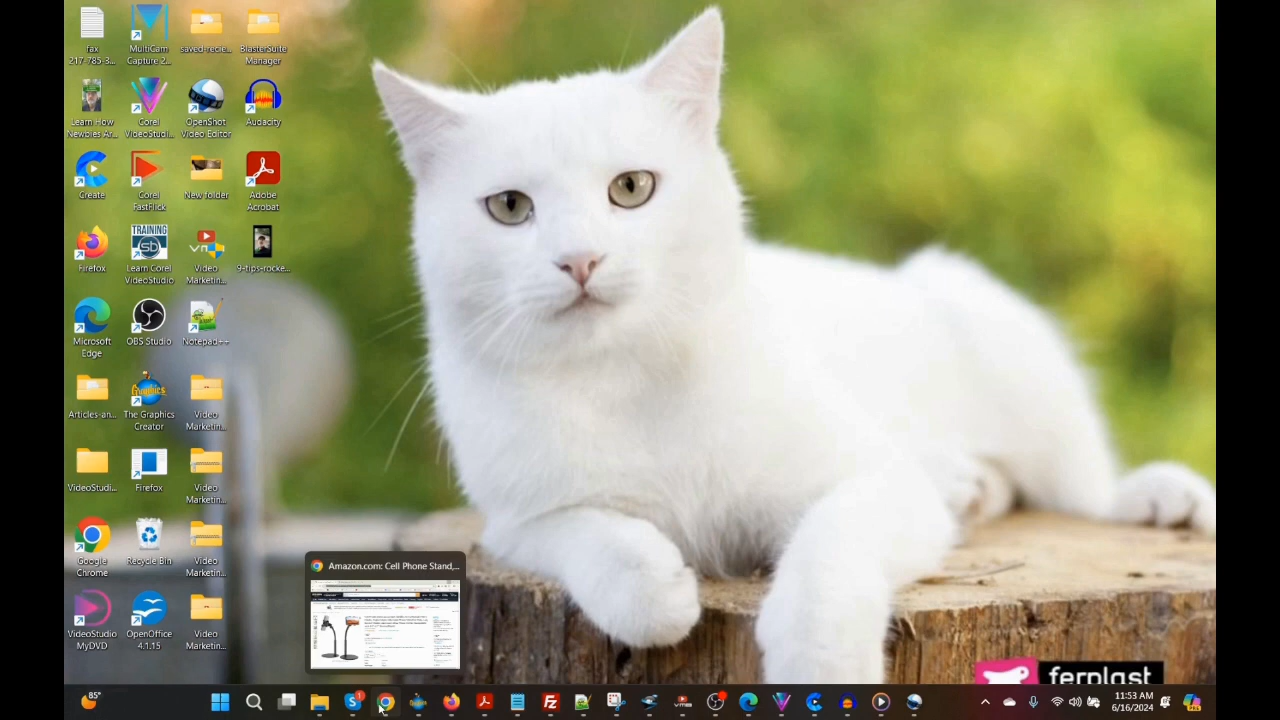 fax
217-785-3...
MultiCam
Capture 2...
saved-recie...
BlasterSuite
Manager
Learn How
Newbies Ar...
Corel
VideoStudi...
OpenShot
Video Editor
Audacity
Create
Corel
FastFlick
New folder
Adobe
Acrobat
TRAINING
sb
Firefox
Learn Corel
VideoStudio
Video
Marketin...
9-tips-rocke...
Microsoft
Edge
OBS Studio
Notepad++
Articles-an...
Graphics
The Graphics
Creator
Video
Marketin...
VideoStudi...
Firefox
Video
Marketin...
Google
Chrome
Recycle Bin
Video
Marketin...
VideoStudio
MyDVD
OpenOffice
4.1.15
Video
Marketin...
Amazon.com: Cell Phone Stand,...
ferplast
85°
1
11:53 AM
6/16/2024